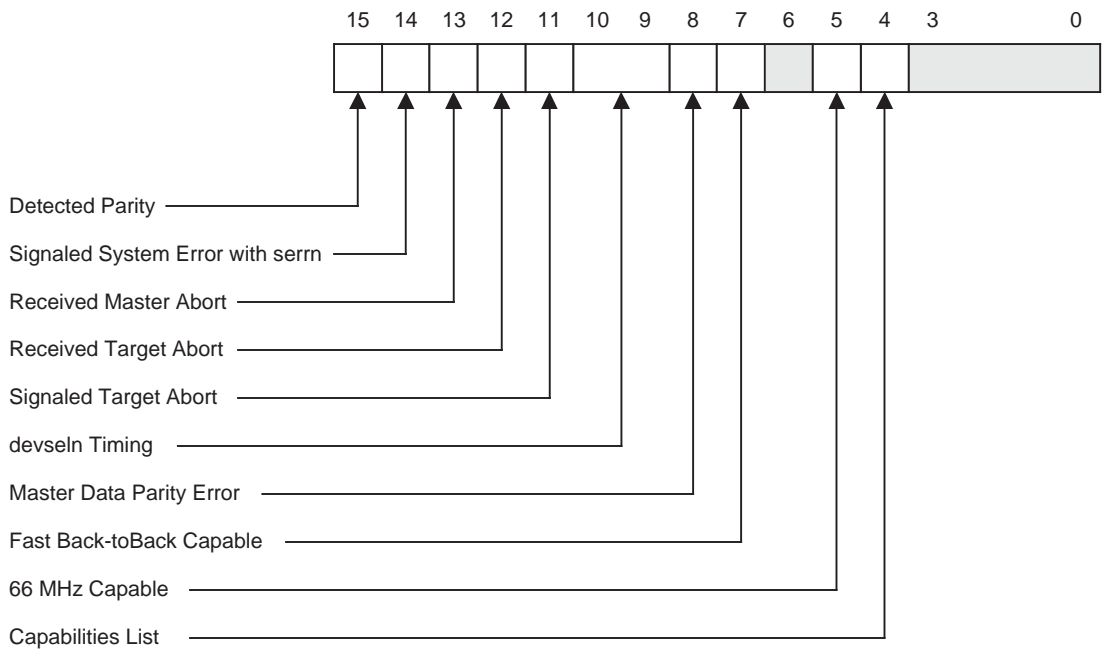 15 14 13 12 11 10 9 8 7 6 5 4 3 0
Detected Parity
Signaled System Error with serrn
Received Master Abort
Received Target Abort
Signaled Target Abort
devseln Timing
Master Data Parity Error
Fast Back-toBack Capable
66 MHz Capable
Capabilities List